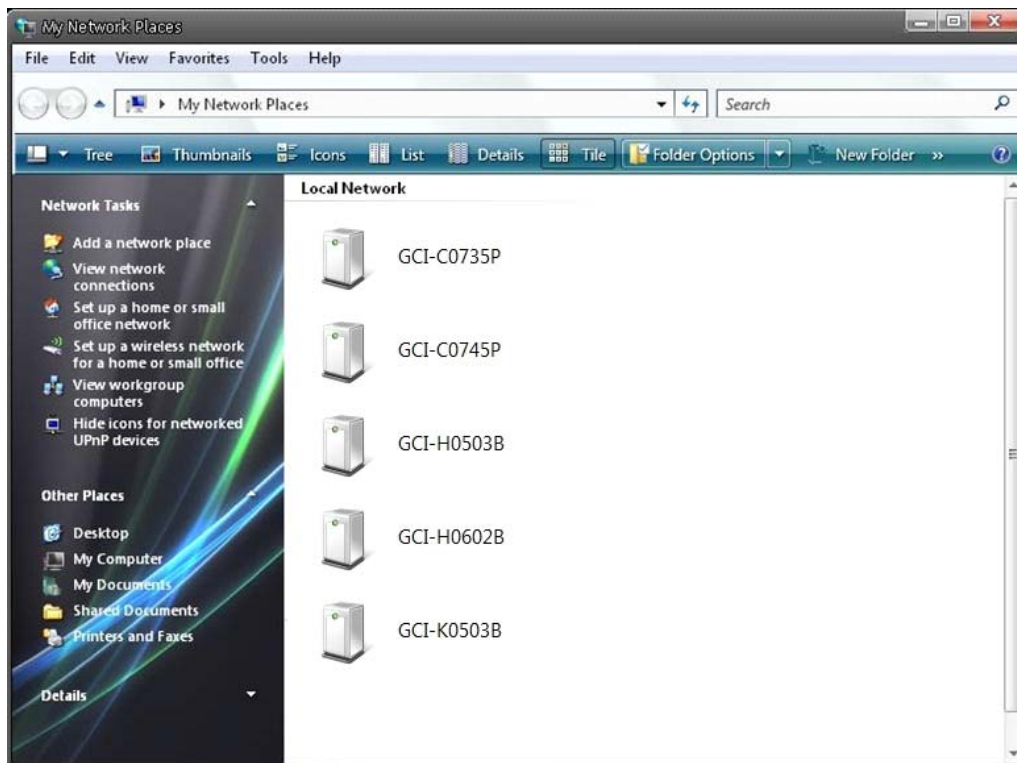 My Network Places
File Edit View Favorites Tools Help
My Network Places
Search
Tree Thumbnails Icons List Details Tile Folder Options New Folder »
Network Tasks
Add a network place
View network
connections
Set up a home or small
office network
Set up a wireless network
for a home or small office
View workgroup
computers
Hide icons for networked
UPnP devices
Other Places
Desktop
My Computer
My Documents
Shared Documents
Printers and Faxes
Details
Local Network
GCI-C0735P
GCI-C0745P
GCI-H0503B
GCI-H0602B
GCI-K0503B